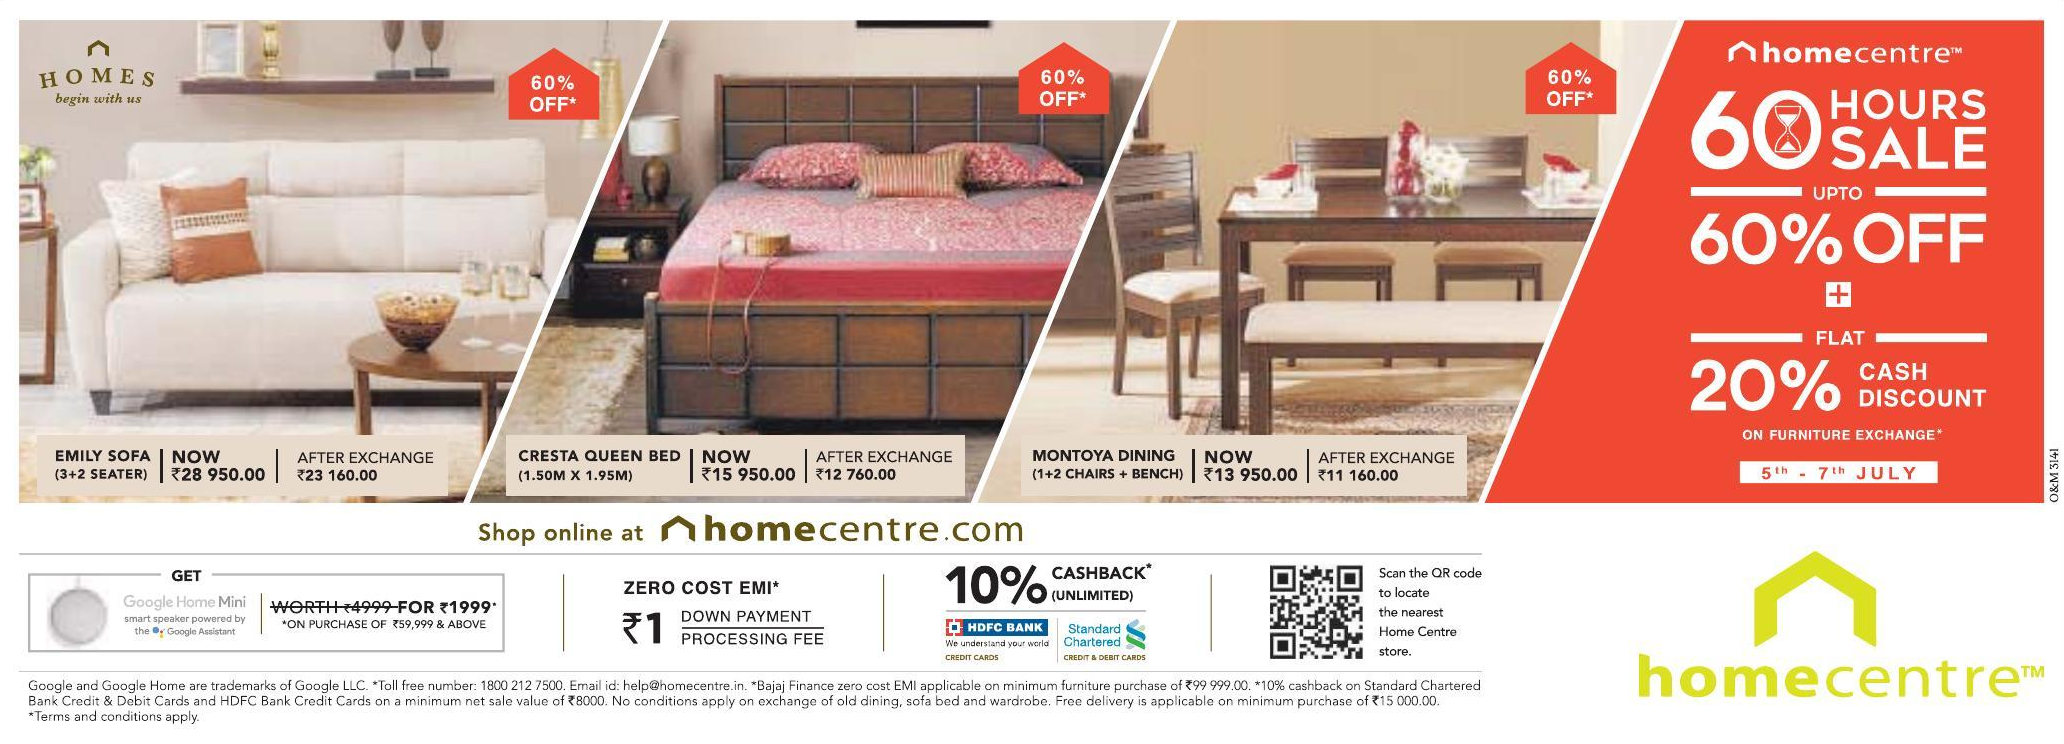 HOMES
begin with us
60%
OFF*
60%
OFF*
60%
OFF*
homecentre™
60 HOURS
SALE
UPTO
60% OFF
+
FLAT
20% CASH
DISCOUNT
ON FURNITURE EXCHANGE*
5th - 7th JULY
O&M 3141
EMILY SOFA
(3+2 SEATER)
NOW
₹28 950.00
AFTER EXCHANGE
₹23 160.00
CRESTA QUEEN BED
(1.50M X 1.95M)
NOW
₹15 950.00
AFTER EXCHANGE
₹12 760.00
MONTOYA DINING
(1+2 CHAIRS + BENCH)
NOW
₹13 950.00
AFTER EXCHANGE
₹11 160.00
Shop online at homecentre.com
GET
Google Home Mini
smart speaker powered by
the Google Assistant
WORTH ₹4999 FOR ₹1999*
*ON PURCHASE OF ₹59,999 & ABOVE
ZERO COST EMI*
₹1 DOWN PAYMENT
PROCESSING FEE
10% CASHBACK*
(UNLIMITED)
HDFC BANK
We understand your world
CREDIT CARDS
Standard
Chartered
CREDIT & DEBIT CARDS
Scan the QR code
to locate
the nearest
Home Centre
store.
Google and Google Home are trademarks of Google LLC. *Toll free number: 1800 212 7500. Email id: help@homecentre.in. *Bajaj Finance zero cost EMI applicable on minimum furniture purchase of ₹99 999.00. *10% cashback on Standard Chartered
Bank Credit & Debit Cards and HDFC Bank Credit Cards on a minimum net sale value of ₹8000. No conditions apply on exchange of old dining, sofa bed and wardrobe. Free delivery is applicable on minimum purchase of ₹15 000.00.
*Terms and conditions apply.
homecentre™